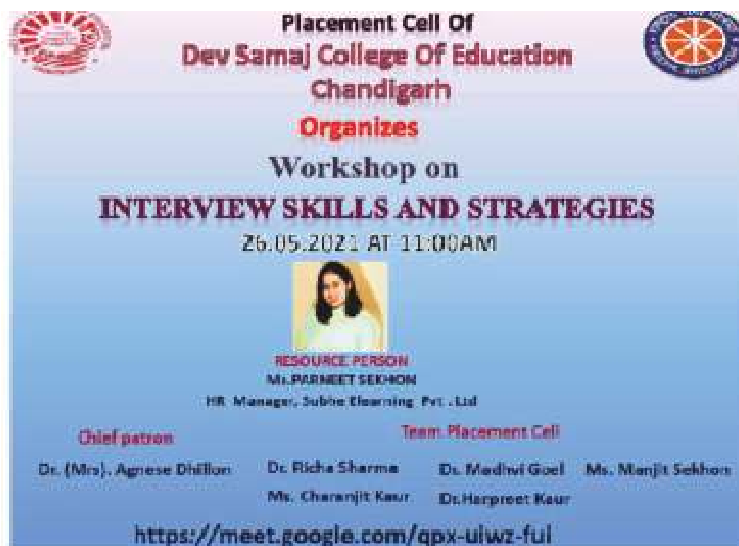 Placement Cell Of
Dev Samaj College Of Education
Chandigarh
Organizes
Workshop on
INTERVIEW SKILLS AND STRATEGIES
26.05.2021 AT 11:00AM
RESOURCE PERSON
Ms.PARNEET SEKHON
HR Manager, Subhe Elearning Pvt. Ltd
Chief patron
Team Placement Cell
Dr. (Mrs). Agnese Dhillon Dr. Richa Sharma Dr. Madhvi Goel Ms. Manjit Sekhon
Ms. Charanjit Kaur Dr.Harpreet Kaur
https://meet.google.com/